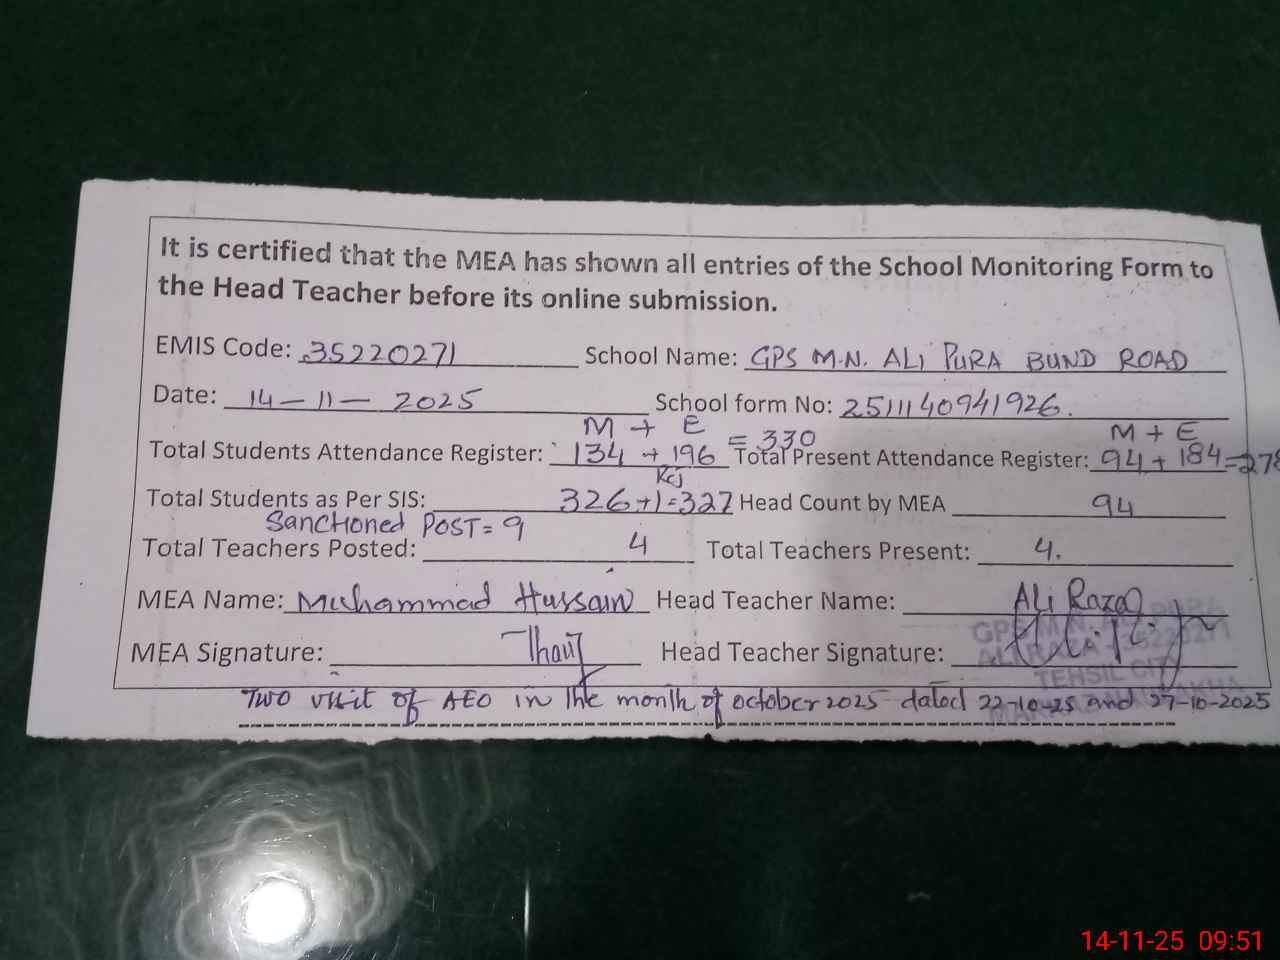 It is certified that the MEA has shown all entries of the School Monitoring Form to
the Head Teacher before its online submission.
EMIS Code: 35220271 School Name: GPS M.N. ALI PURA BUND ROAD
Date: 14-11-2025 School form No: 2511140941926.
M + E M + E
Total Students Attendance Register: 134 + 196 = 330 Total Present Attendance Register: 94 + 184 = 278
Total Students as Per SIS: 326+1=327 Head Count by MEA 94
Sanctioned POST = 9
Total Teachers Posted: 4 Total Teachers Present: 4.
MEA Name: Muhammad Hussain Head Teacher Name: Ali Raza
MEA Signature: Head Teacher Signature:
GPS M.N.
TEHSIL CITY
Two visit of AEO in the month of october 2025 dated 22-10-25 and 27-10-2025
14-11-25 09:51